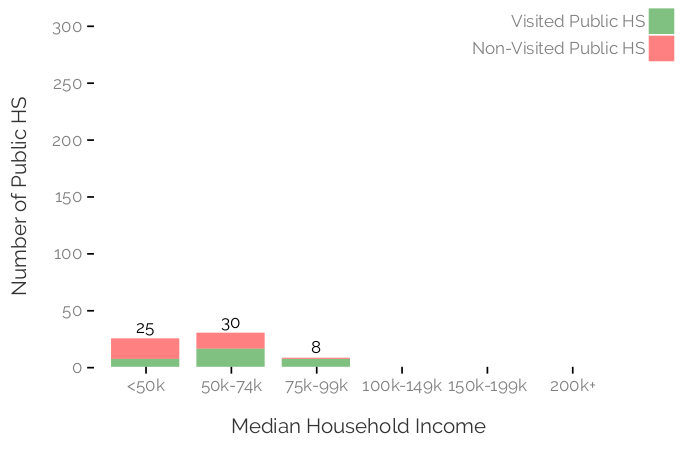 Visited Public HS
Non-Visited Public HS
Number of Public HS
300
250
200
150
100
50
0
25
30
8
<50k
50k-74k
75k-99k
100k-149k
150k-199k
200k+
Median Household Income